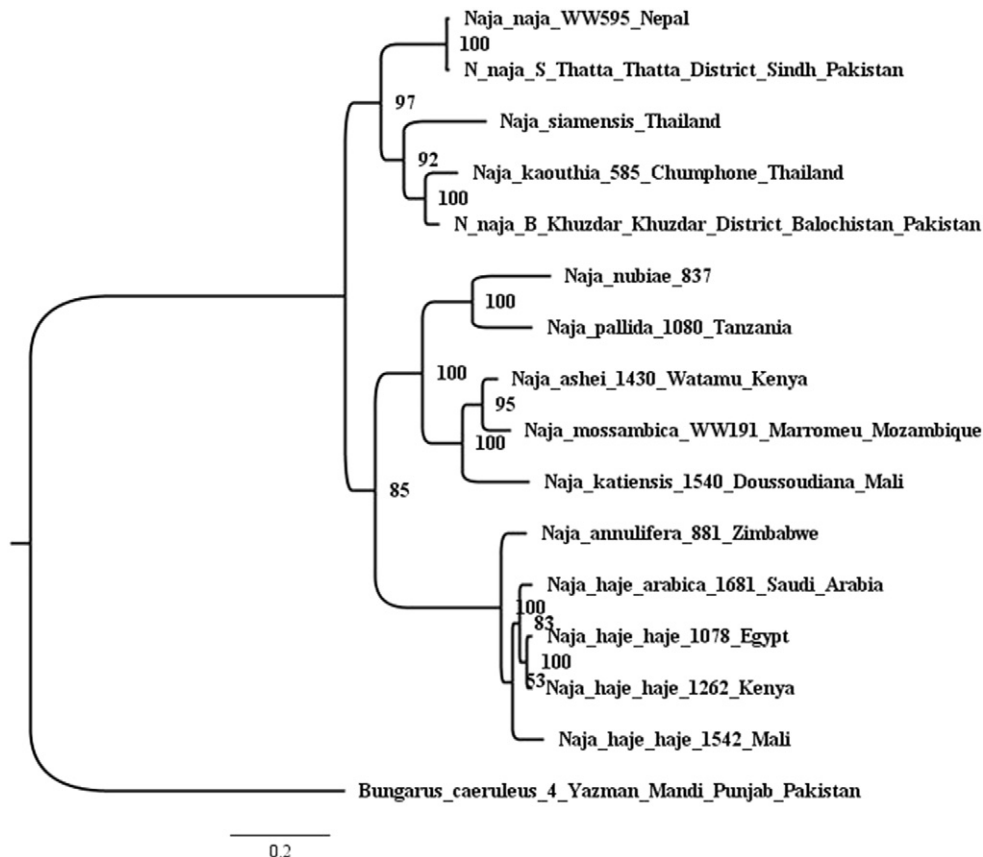 Naja_naja_WW595_Nepal
100
N_naja_S_Thatta_Thatta_District_Sindh_Pakistan
97
Naja_siamensis_Thailand
92
Naja_kaouthia_585_Chumphone_Thailand
100
N_naja_B_Khuzdar_Khuzdar_District_Balochistan_Pakistan
Naja_nubiae_837
100
Naja_pallida_1080_Tanzania
100
Naja_ashei_1430_Watamu_Kenya
95
Naja_mossambica_WW191_Marromeu_Mozambique
100
Naja_katiensis_1540_Doussoudiana_Mali
85
Naja_annulifera_881_Zimbabwe
Naja_haje_arabica_1681_Saudi_Arabia
100
83
Naja_haje_haje_1078_Egypt
100
53
Naja_haje_haje_1262_Kenya
Naja_haje_haje_1542_Mali
Bungarus_caeruleus_4_Yazman_Mandi_Punjab_Pakistan
0.2